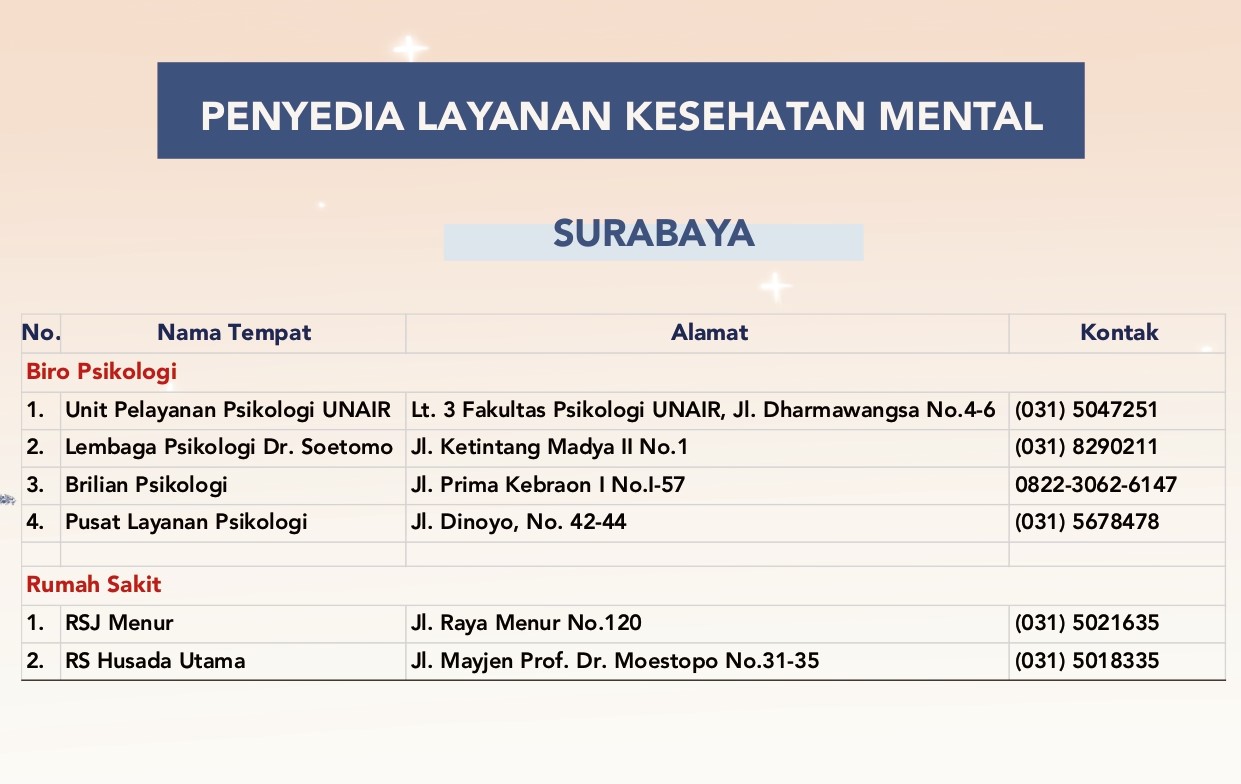 PENYEDIA LAYANAN KESEHATAN MENTAL
SURABAYA
No. Nama Tempat Alamat Kontak
Biro Psikologi
1. Unit Pelayanan Psikologi UNAIR Lt. 3 Fakultas Psikologi UNAIR, Jl. Dharmawangsa No.4-6 (031) 5047251
2. Lembaga Psikologi Dr. Soetomo Jl. Ketintang Madya II No.1 (031) 8290211
3. Brilian Psikologi Jl. Prima Kebraon I No.I-57 0822-3062-6147
4. Pusat Layanan Psikologi Jl. Dinoyo, No. 42-44 (031) 5678478
Rumah Sakit
1. RSJ Menur Jl. Raya Menur No.120 (031) 5021635
2. RS Husada Utama Jl. Mayjen Prof. Dr. Moestopo No.31-35 (031) 5018335